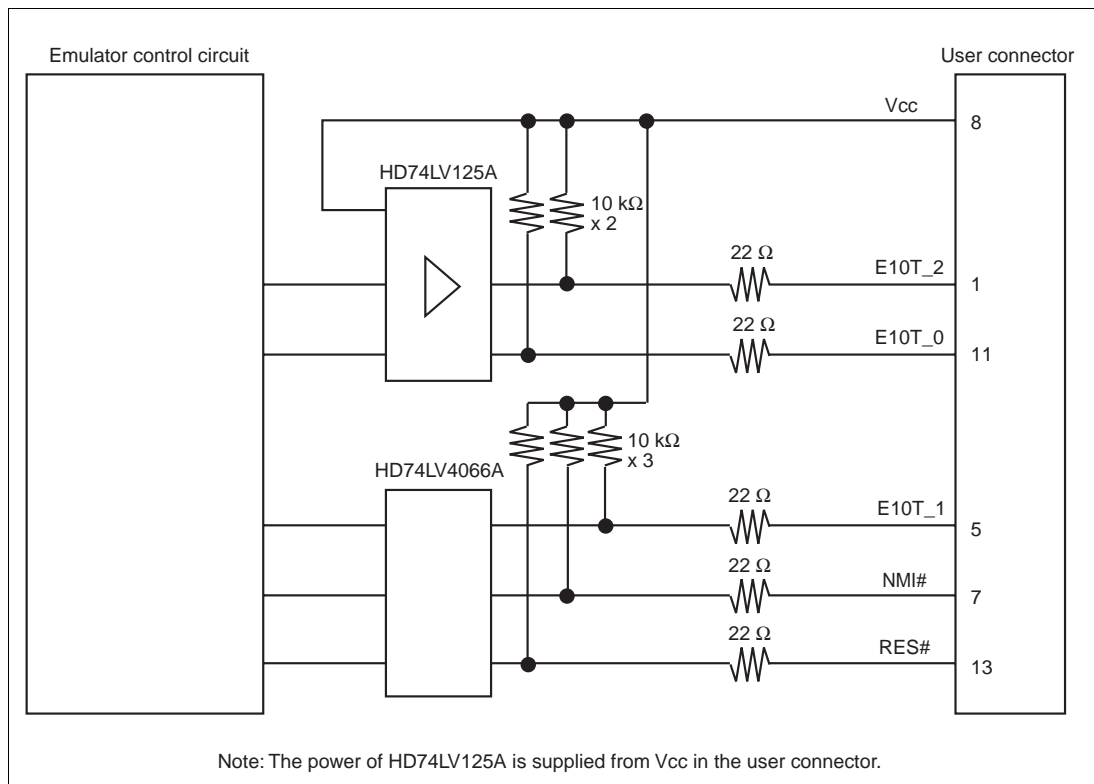 Emulator control circuit
User connector
Vcc
8
HD74LV125A
10 kΩ
x 2
22 Ω
E10T_2
1
22 Ω
E10T_0
11
10 kΩ
x 3
HD74LV4066A
22 Ω
E10T_1
5
22 Ω
NMI#
7
22 Ω
RES#
13
Note: The power of HD74LV125A is supplied from Vcc in the user connector.